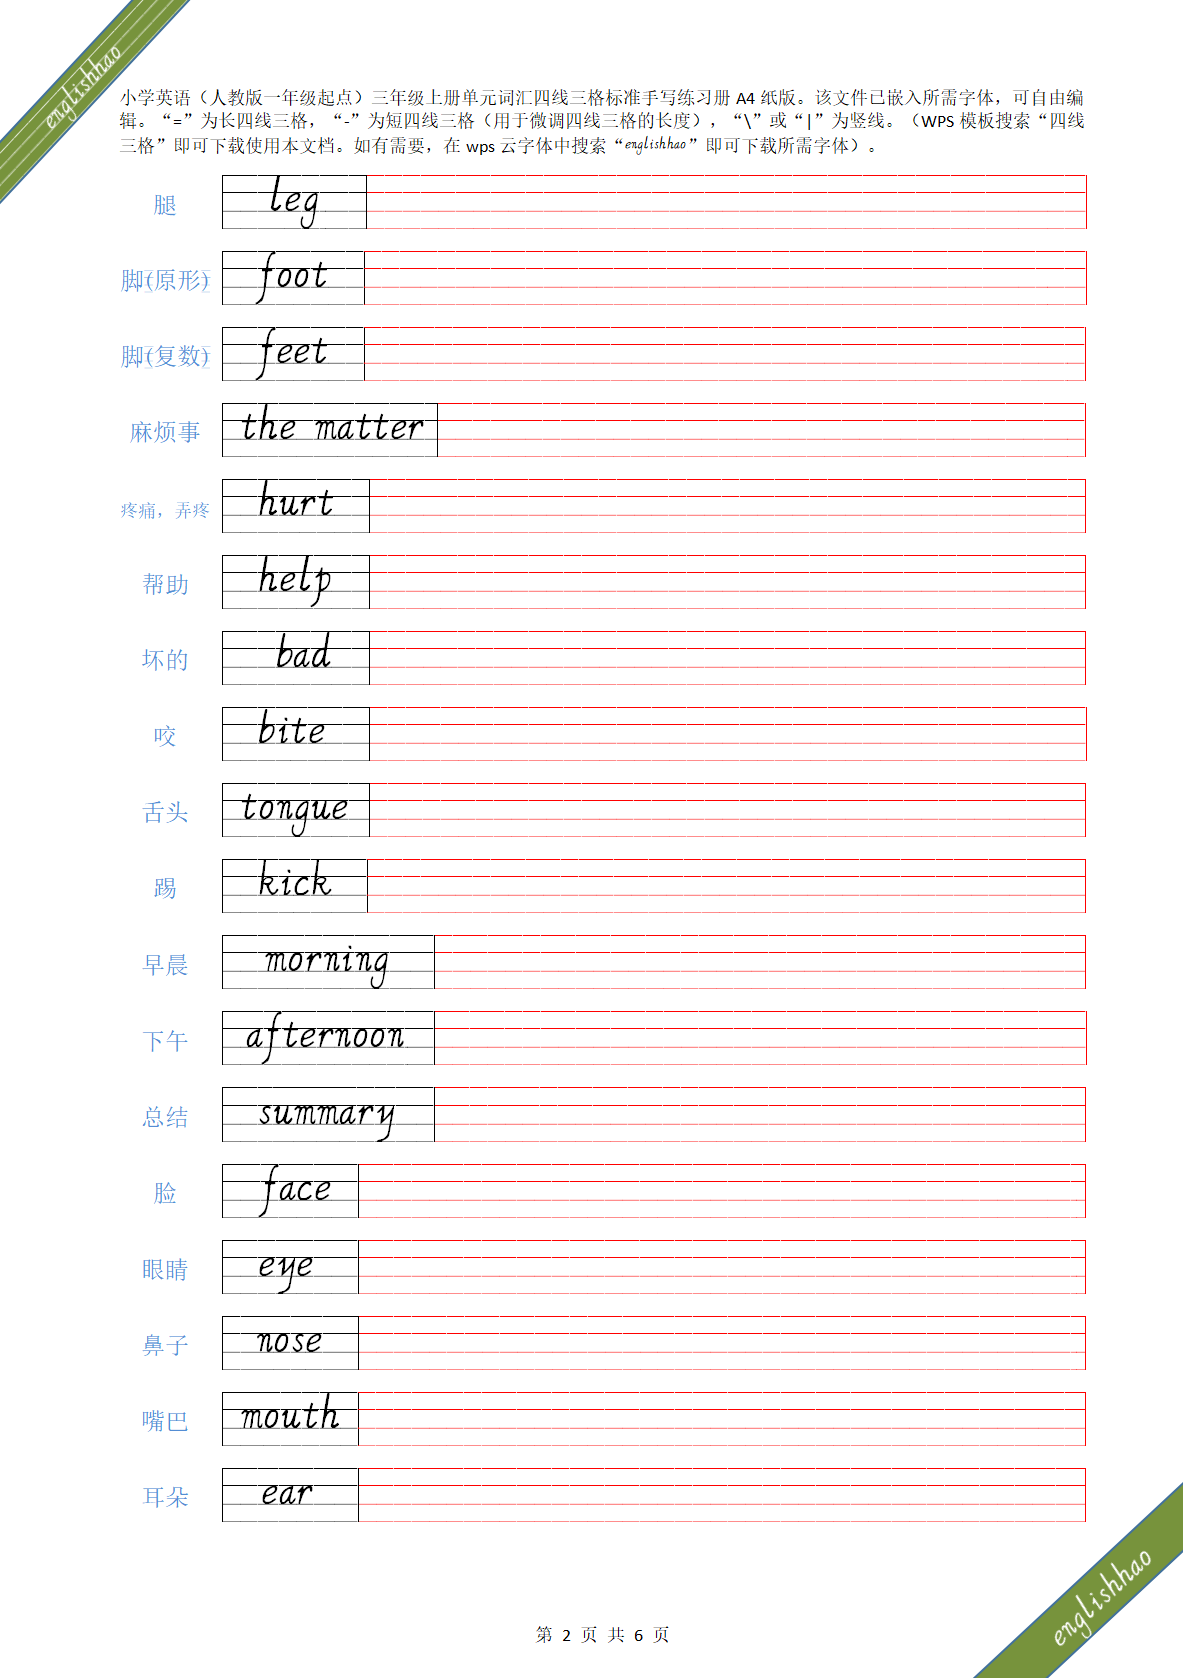 englishhao
小学英语（人教版一年级起点）三年级上册单元词汇四线三格标准手写练习册 A4 纸版。该文件已嵌入所需字体，可自由编
辑。“=”为长四线三格，“-”为短四线三格（用于微调四线三格的长度），“\”或“|”为竖线。（WPS 模板搜索“四线
三格”即可下载使用本文档。如有需要，在 wps 云字体中搜索“englishhao”即可下载所需字体）。
腿 leg
脚(原形) foot
脚(复数) feet
麻烦事 the matter
疼痛，弄疼 hurt
帮助 help
坏的 bad
咬 bite
舌头 tongue
踢 kick
早晨 morning
下午 afternoon
总结 summary
脸 face
眼睛 eye
鼻子 nose
嘴巴 mouth
耳朵 ear
englishhao
第 2 页 共 6 页